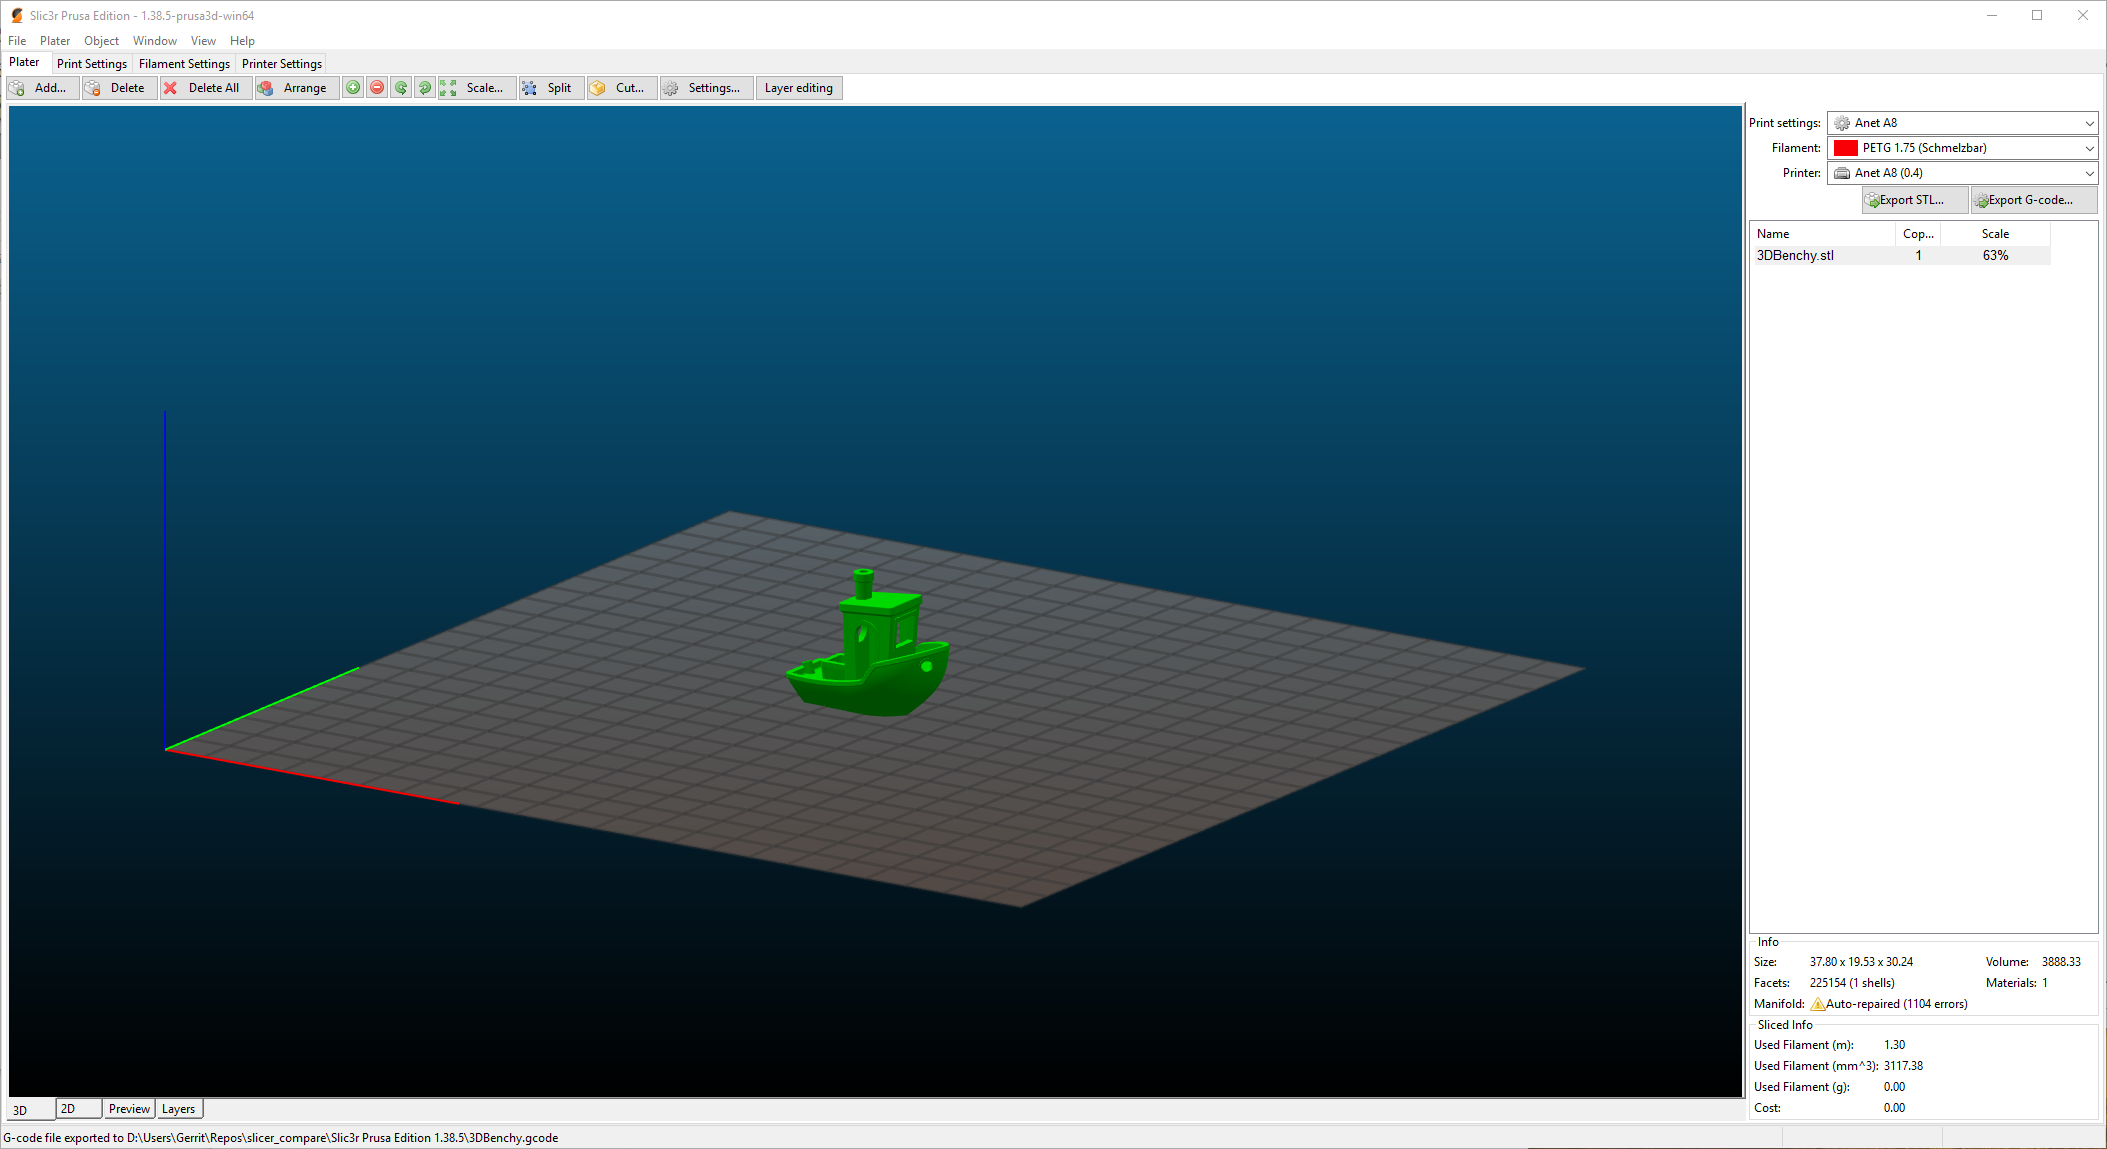 Slic3r Prusa Edition - 1.38.5-prusa3d-win64
File Plater Object Window View Help
Plater Print Settings Filament Settings Printer Settings
Add... Delete Delete All Arrange Scale... Split Cut... Settings... Layer editing
Print settings: Anet A8
Filament: PETG 1.75 (Schmelzbar)
Printer: Anet A8 (0.4)
Export STL... Export G-code...
Name Cop... Scale
3DBenchy.stl 1 63%
Info
Size: 37.80 x 19.53 x 30.24 Volume: 3888.33
Facets: 225154 (1 shells) Materials: 1
Manifold: Auto-repaired (1104 errors)
Sliced Info
Used Filament (m): 1.30
Used Filament (mm^3): 3117.38
Used Filament (g): 0.00
Cost: 0.00
3D 2D Preview Layers
G-code file exported to D:\Users\Gerrit\Repos\slicer_compare\Slic3r Prusa Edition 1.38.5\3DBenchy.gcode